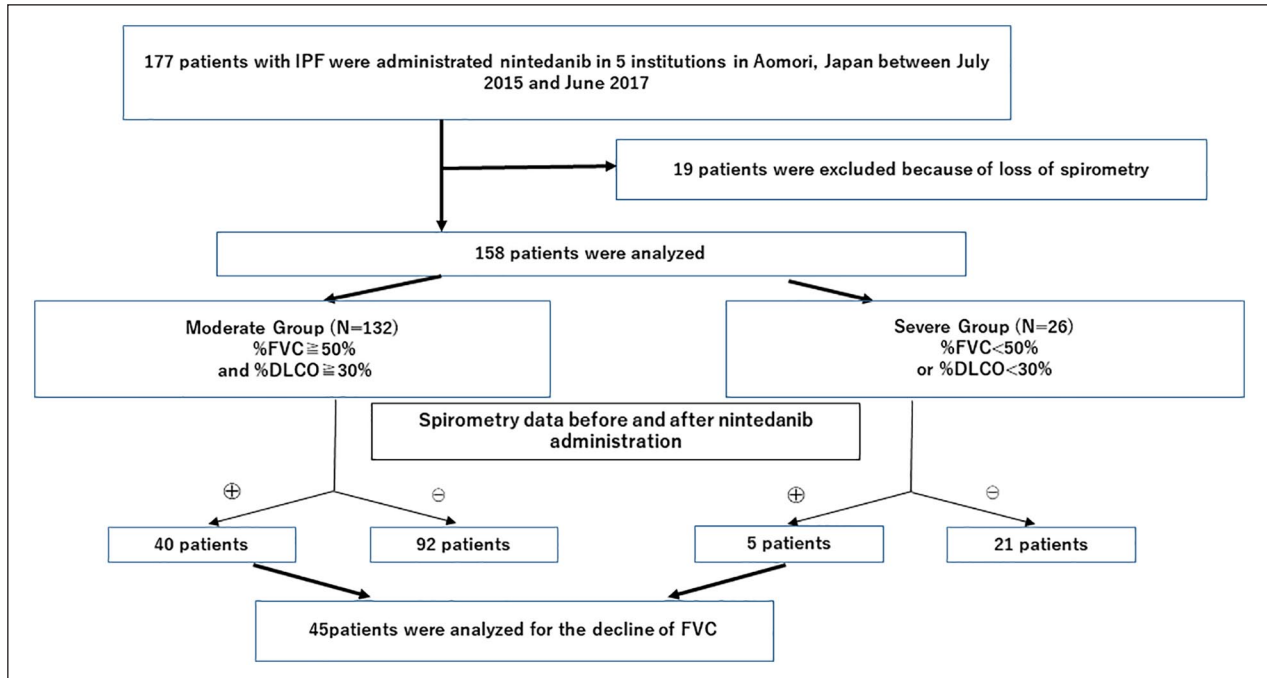 177 patients with IPF were administrated nintedanib in 5 institutions in Aomori, Japan between July
2015 and June 2017
19 patients were excluded because of loss of spirometry
158 patients were analyzed
Moderate Group (N=132)
%FVC≧50%
and %DLCO≧30%
Severe Group (N=26)
%FVC<50%
or %DLCO<30%
Spirometry data before and after nintedanib
administration
⊕
⊖
⊕
⊖
40 patients
92 patients
5 patients
21 patients
45patients were analyzed for the decline of FVC